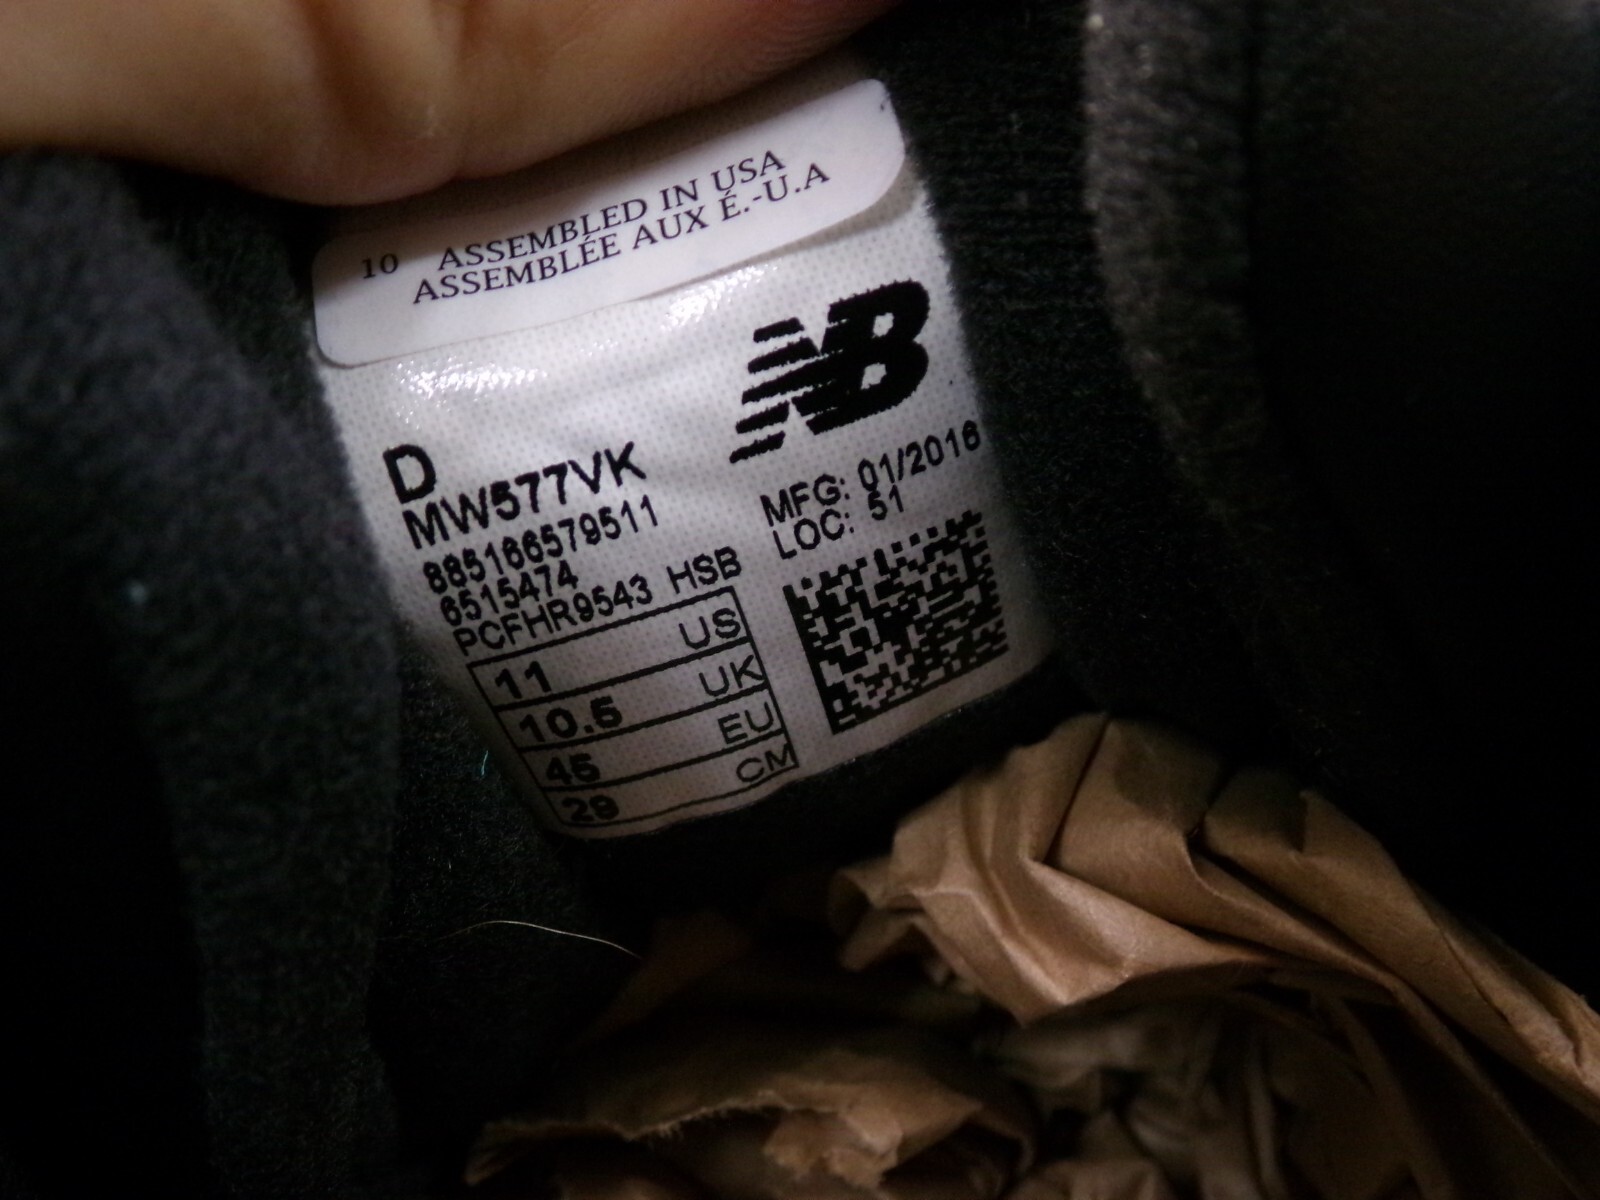 10 ASSEMBLED IN USA
ASSEMBLÉE AUX É.-U.A
NB
D
MW577VK
885166579511
6515474
PCFHR9543 HSB
MFG: 01/2016
LOC: 51
11 US
10.5 UK
45 EU
29 CM